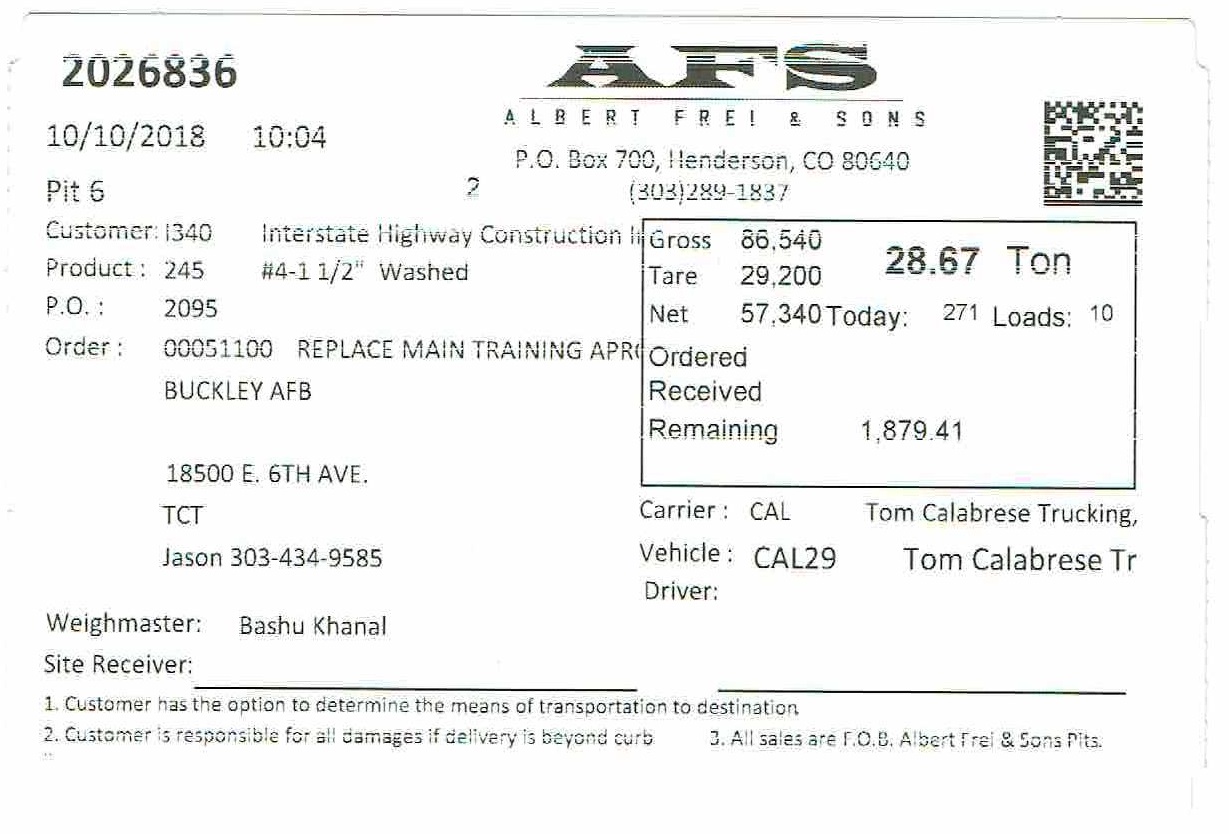 2026836
AFS
ALBERT FREI & SONS
10/10/2018 10:04
P.O. Box 700, Henderson, CO 80640
Pit 6 2 (303)289-1837
Customer: I340 Interstate Highway Construction I
Gross 86,540 28.67 Ton
Product : 245 #4-1 1/2" Washed
Tare 29,200
P.O. : 2095
Net 57,340 Today: 271 Loads: 10
Order : 00051100 REPLACE MAIN TRAINING APRO
Ordered
BUCKLEY AFB
Received
Remaining 1,879.41
18500 E. 6TH AVE.
TCT
Carrier : CAL Tom Calabrese Trucking,
Jason 303-434-9585
Vehicle : CAL29 Tom Calabrese Tr
Driver:
Weighmaster: Bashu Khanal
Site Receiver:
1. Customer has the option to determine the means of transportation to destination
2. Customer is responsible for all damages if delivery is beyond curb 3. All sales are F.O.B. Albert Frei & Sons Pits.